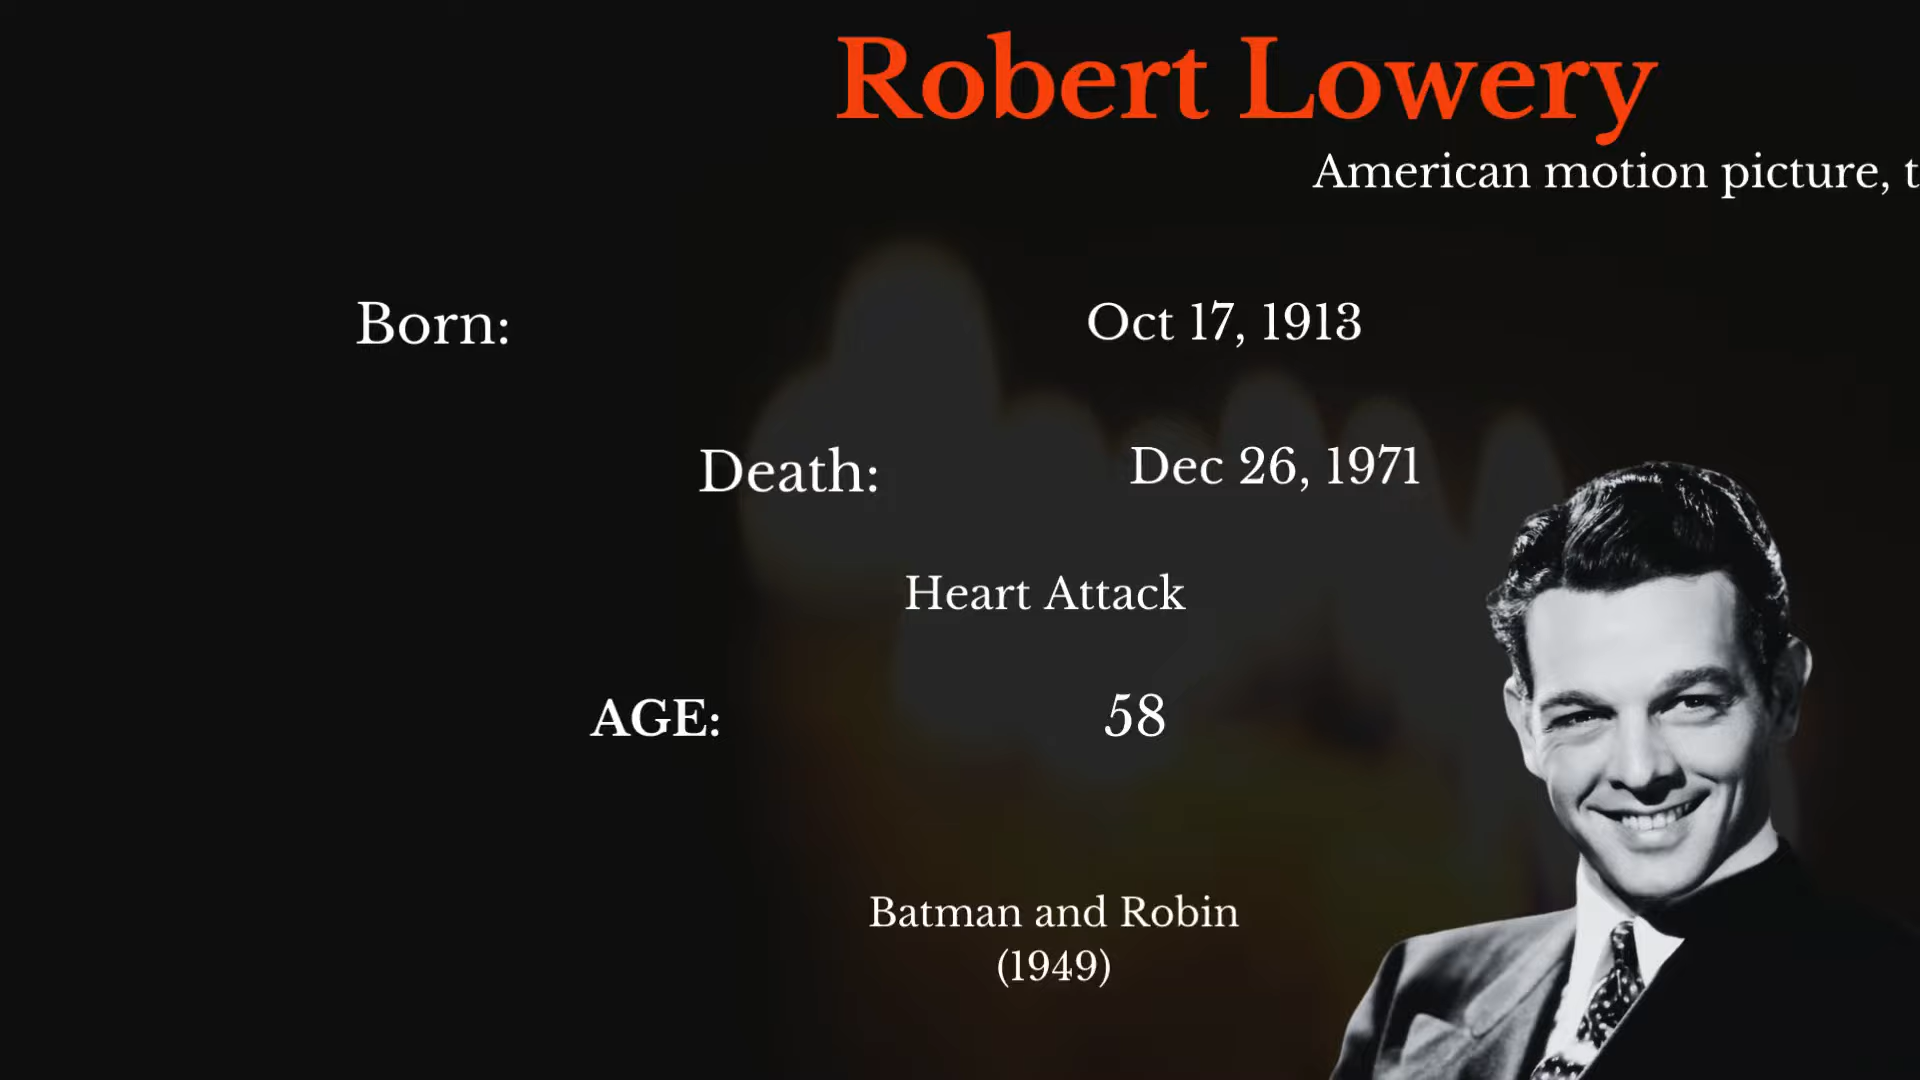 Robert Lowery
American motion picture, t
Born: Oct 17, 1913
Death: Dec 26, 1971
Heart Attack
AGE: 58
Batman and Robin
(1949)